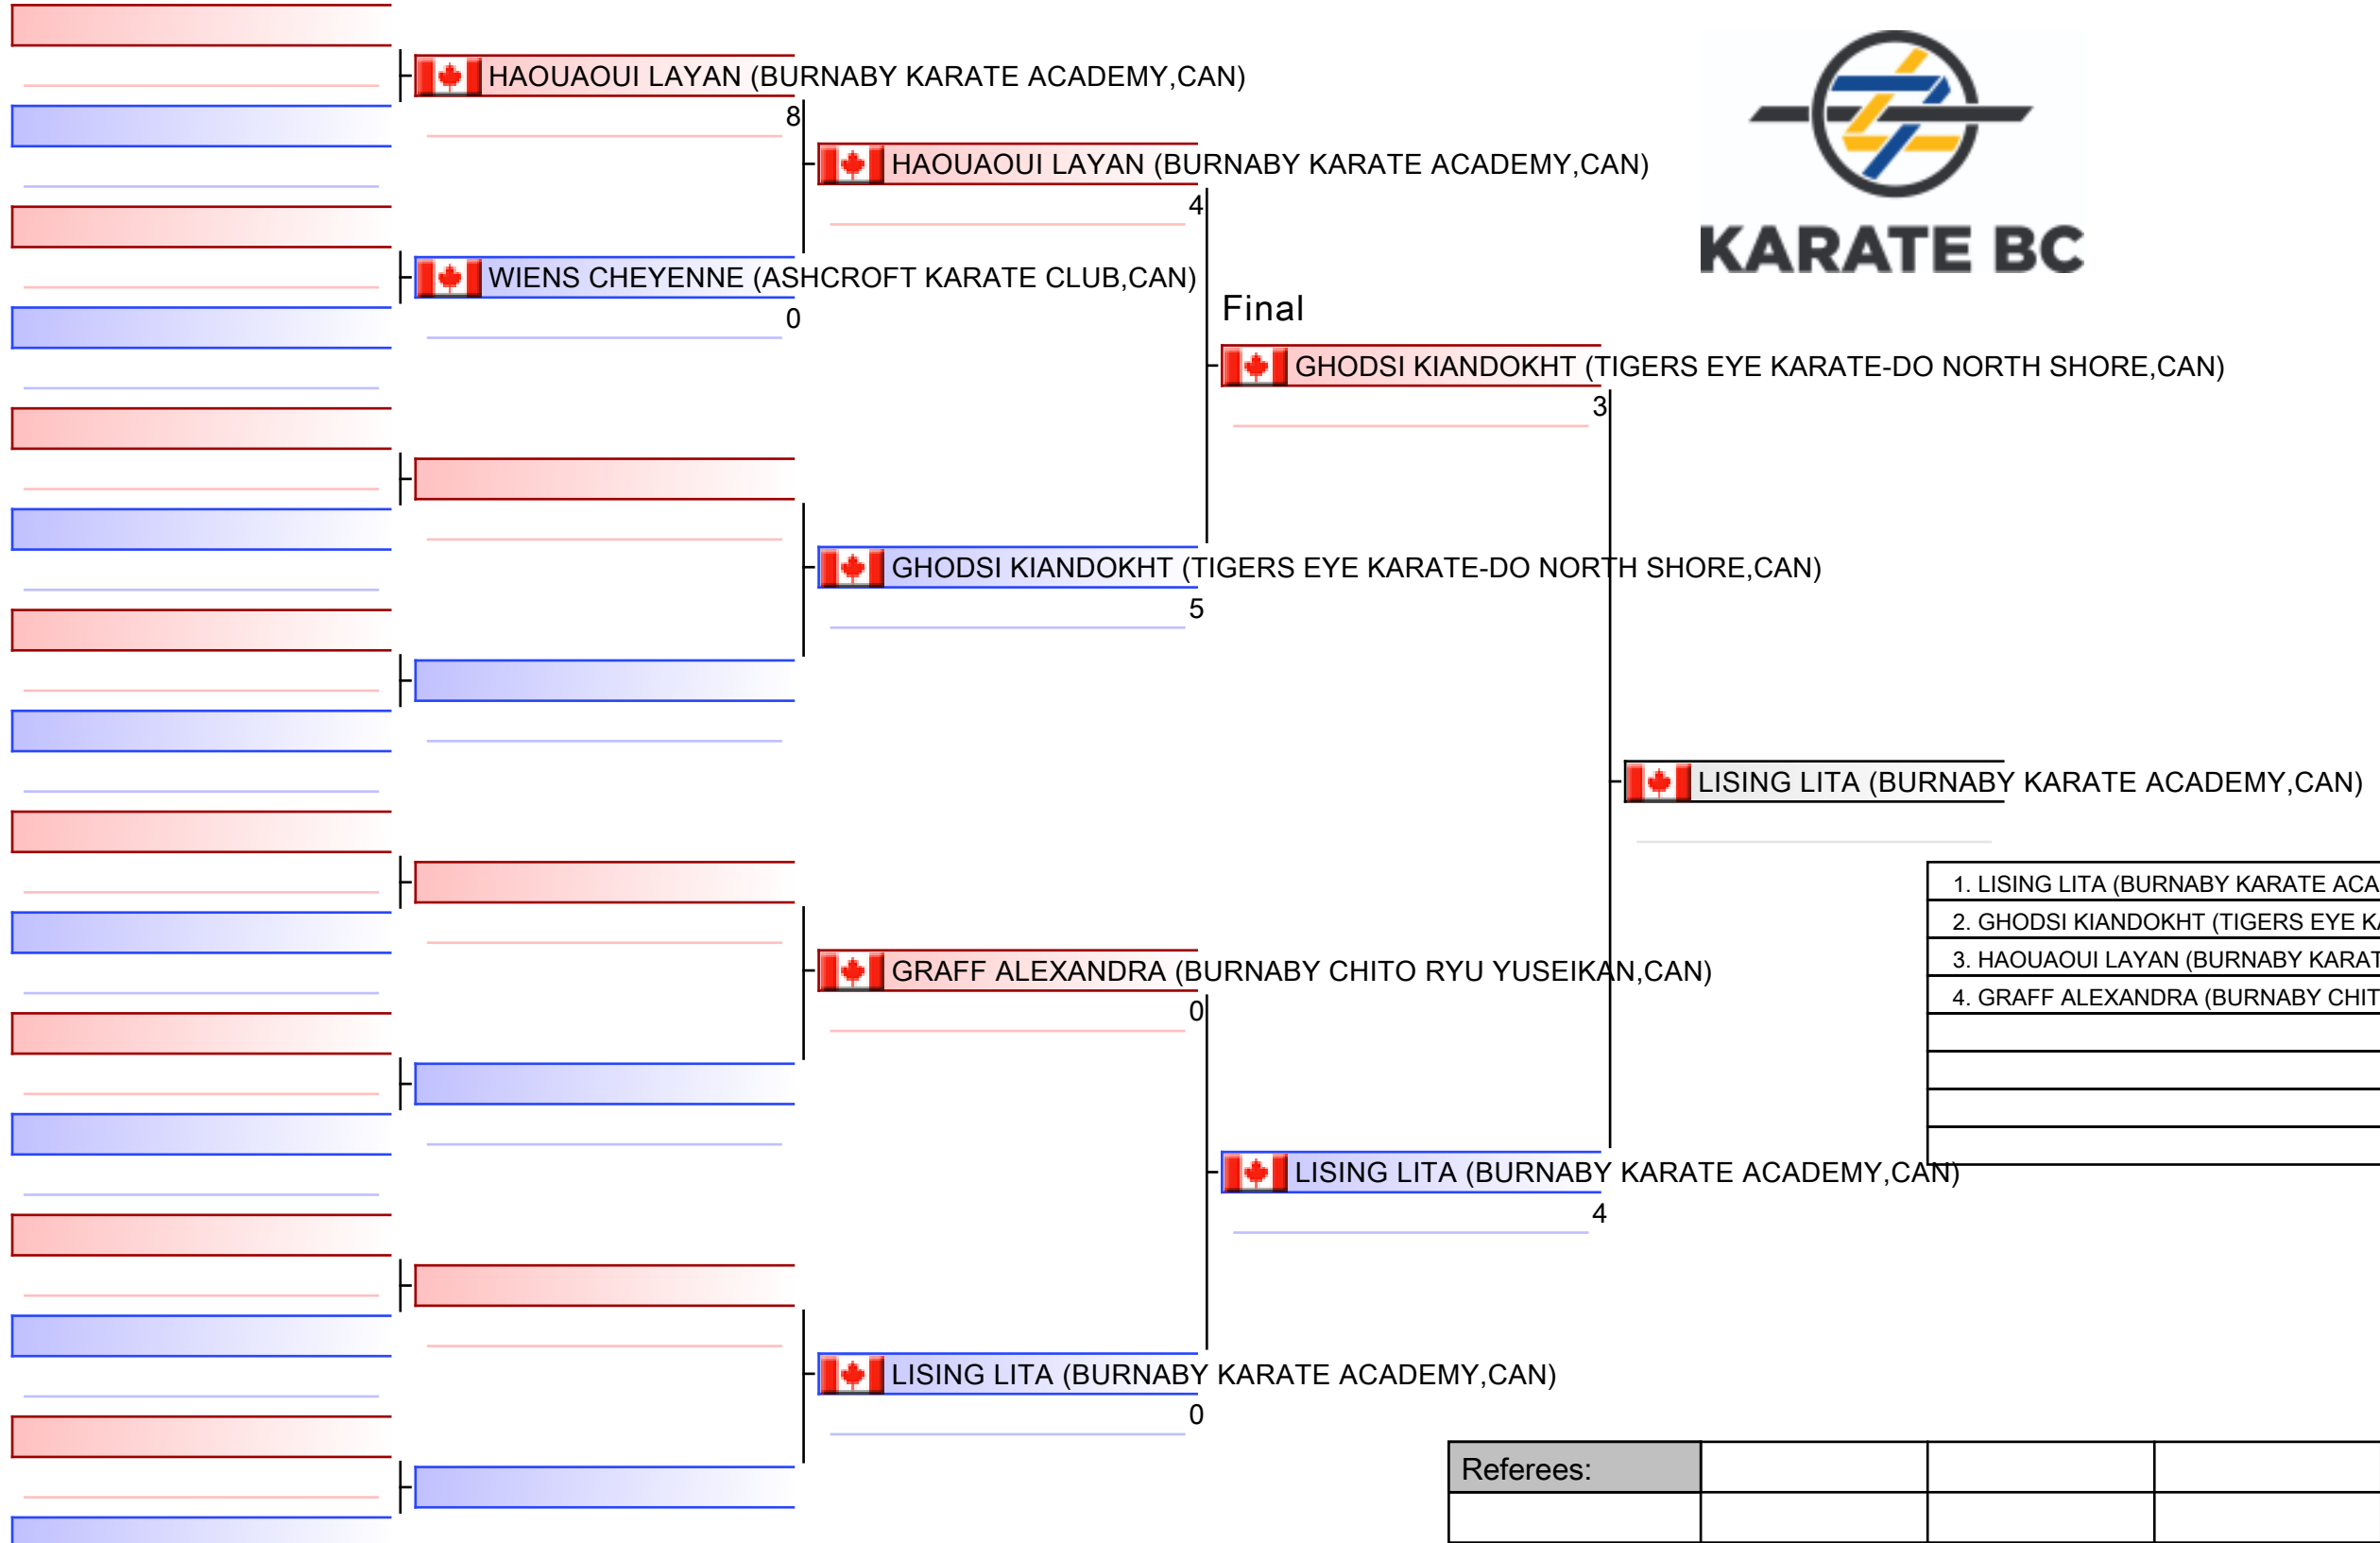 HAOUAOUI LAYAN (BURNABY KARATE ACADEMY,CAN)
8
HAOUAOUI LAYAN (BURNABY KARATE ACADEMY,CAN)
4
KARATE BC
WIENS CHEYENNE (ASHCROFT KARATE CLUB,CAN)
0
Final
GHODSI KIANDOKHT (TIGERS EYE KARATE-DO NORTH SHORE,CAN)
3
GHODSI KIANDOKHT (TIGERS EYE KARATE-DO NORTH SHORE,CAN)
5
LISING LITA (BURNABY KARATE ACADEMY,CAN)
1. LISING LITA (BURNABY KARATE ACA
2. GHODSI KIANDOKHT (TIGERS EYE KA
3. HAOUAOUI LAYAN (BURNABY KARAT
4. GRAFF ALEXANDRA (BURNABY CHIT
GRAFF ALEXANDRA (BURNABY CHITO RYU YUSEIKAN,CAN)
0
LISING LITA (BURNABY KARATE ACADEMY,CAN)
4
LISING LITA (BURNABY KARATE ACADEMY,CAN)
0
Referees: